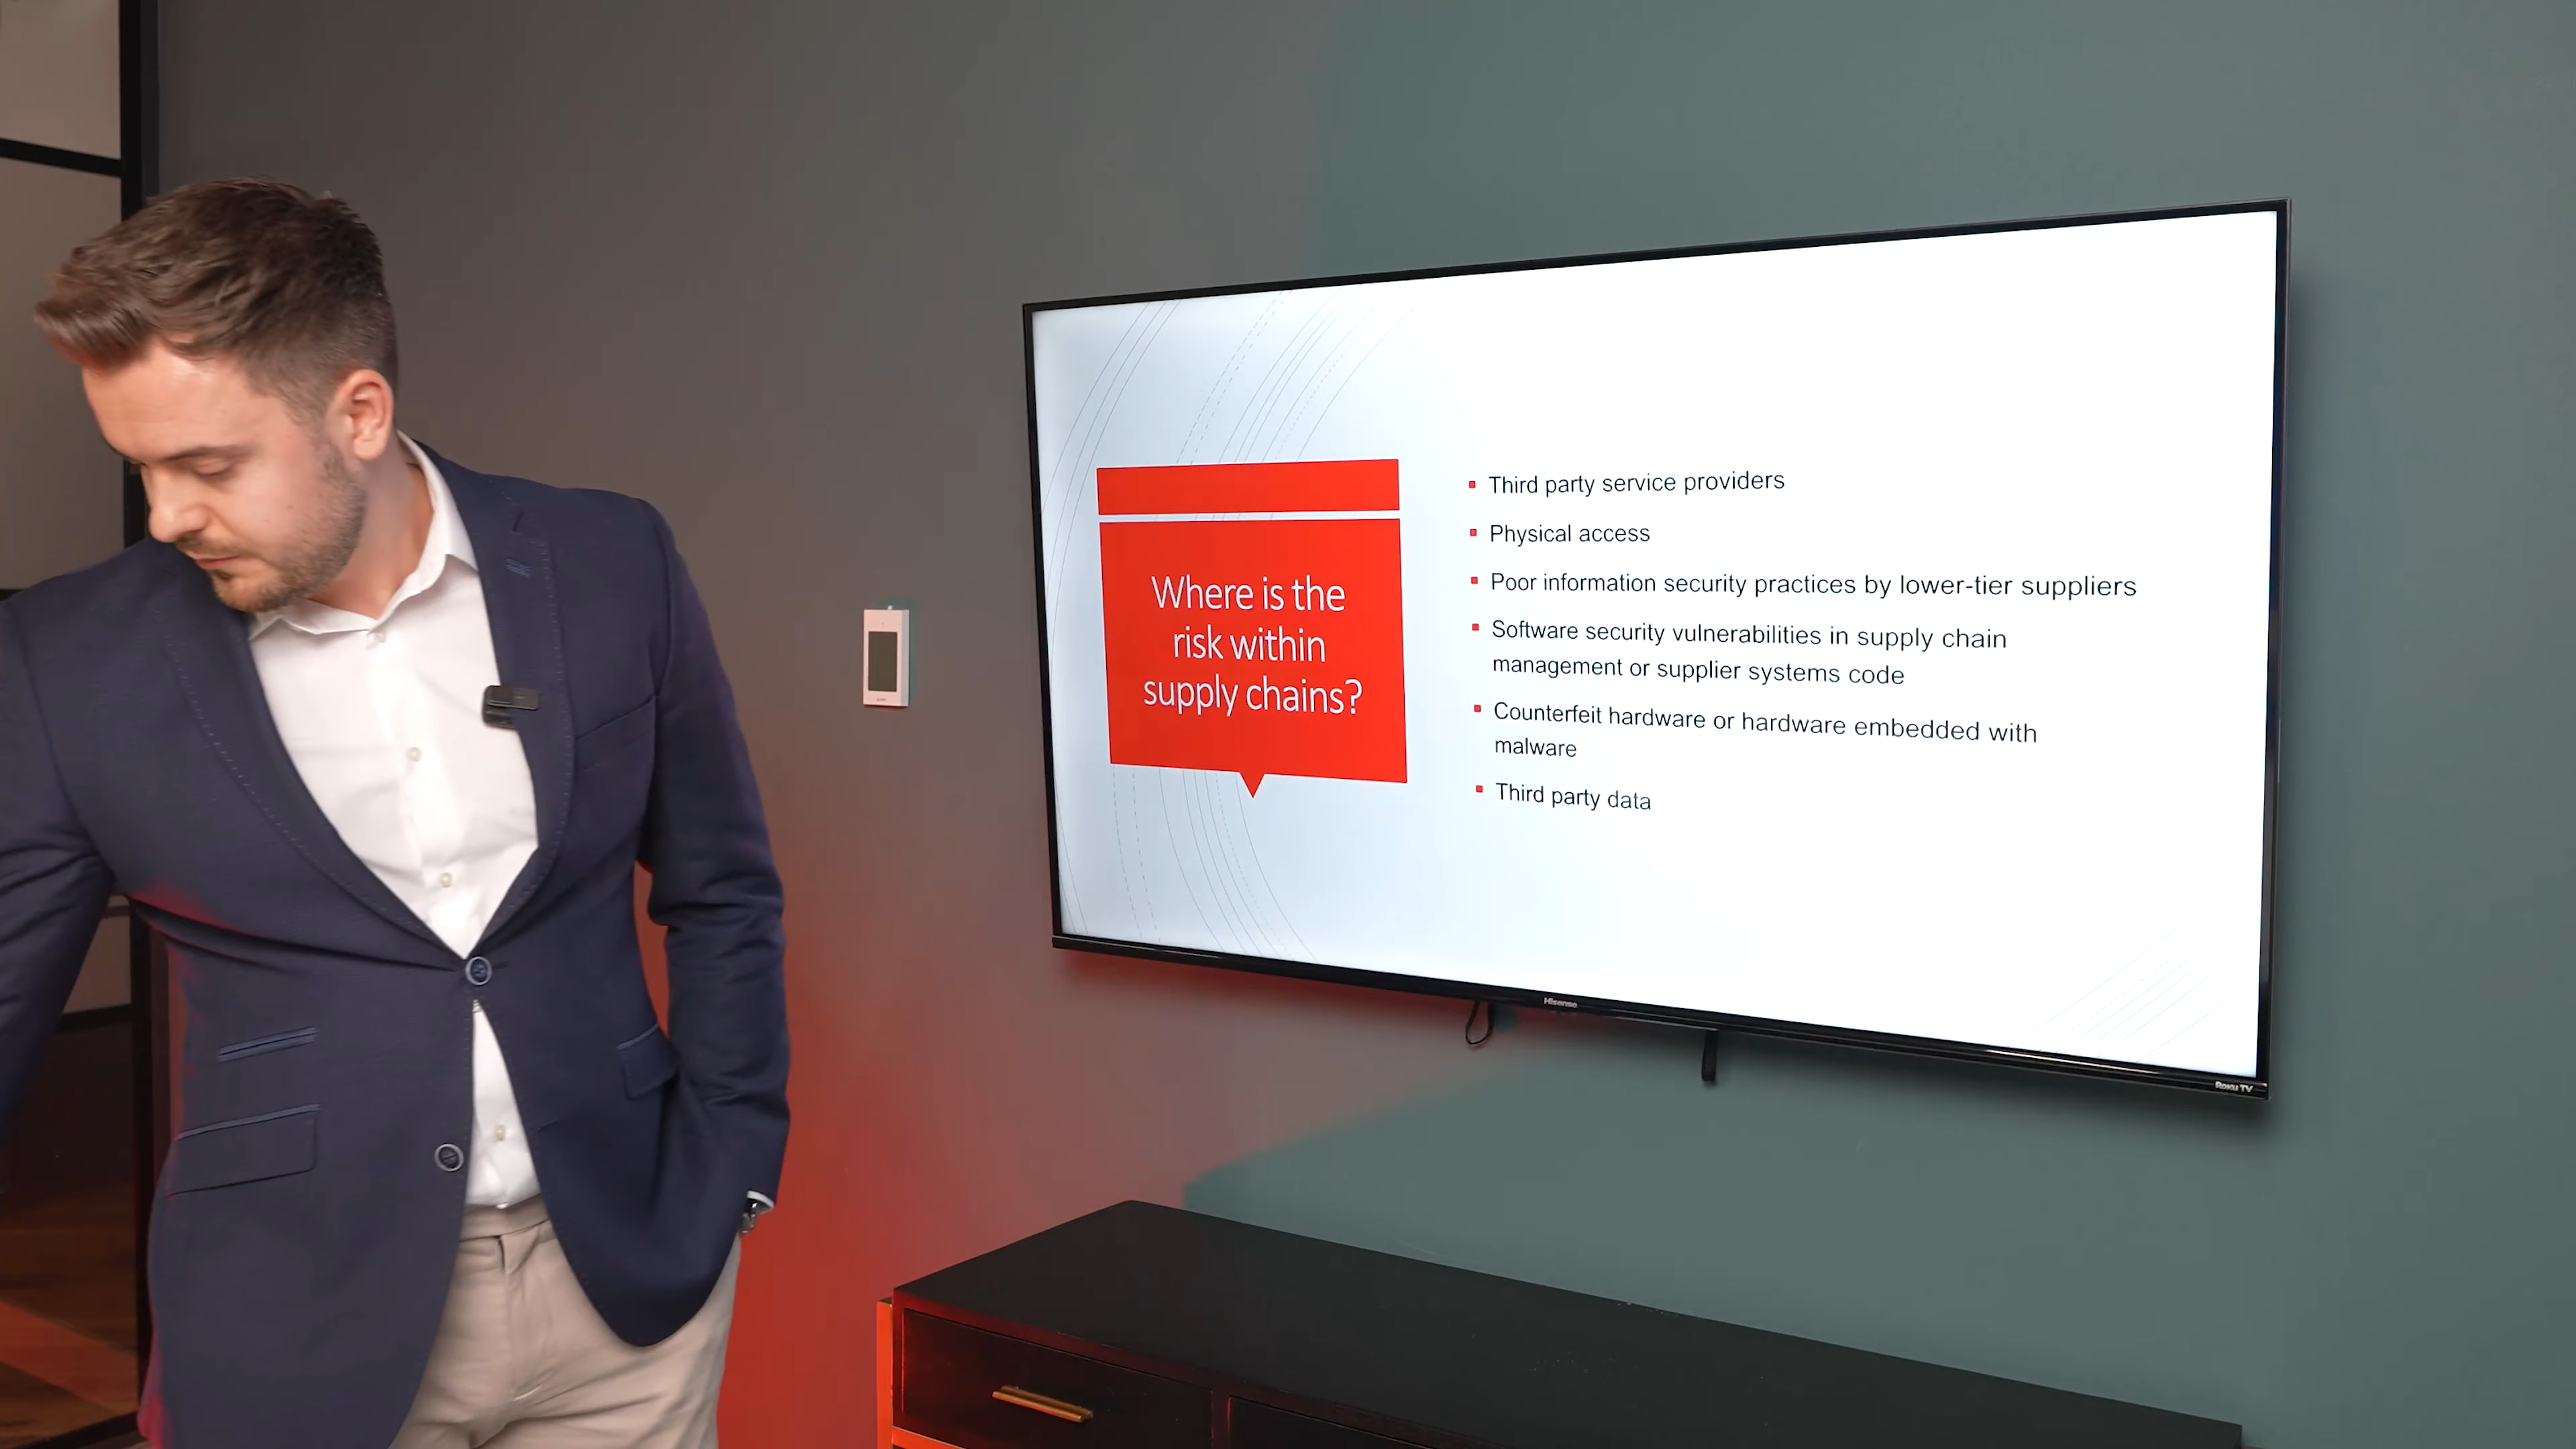 Where is the
risk within
supply chains?
Third party service providers
Physical access
Poor information security practices by lower-tier suppliers
Software security vulnerabilities in supply chain
management or supplier systems code
Counterfeit hardware or hardware embedded with
malware
Third party data
Hisense
Roku TV